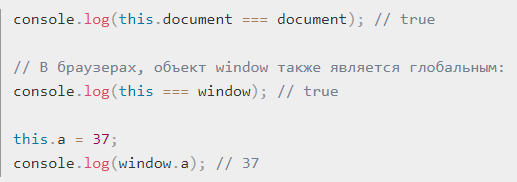 console.log(this.document === document); // true
// В браузерах, объект window также является глобальным:
console.log(this === window); // true
this.a = 37;
console.log(window.a); // 37